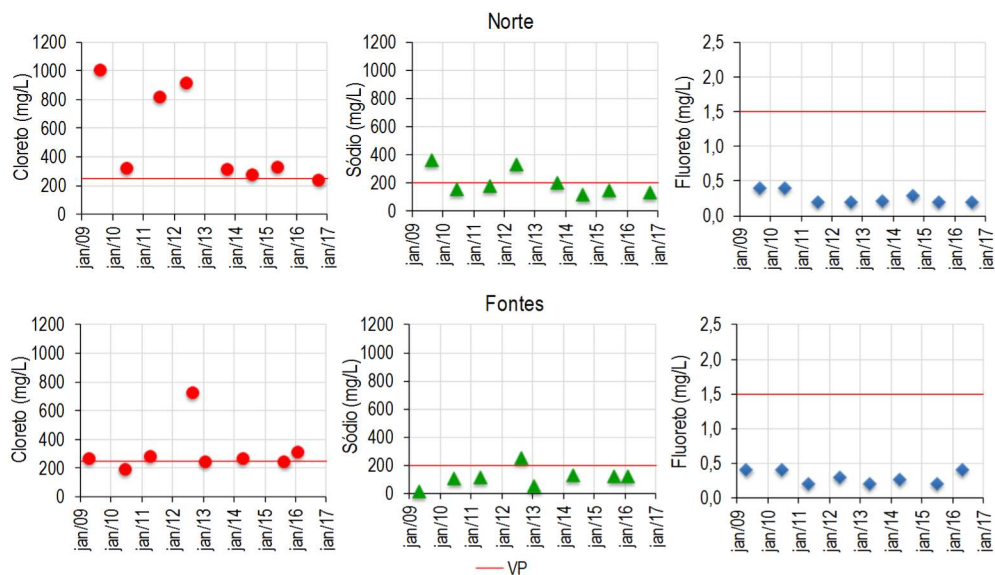 Norte
Cloreto (mg/L)
1200
1000
800
600
400
200
0
jan/09
jan/10
jan/11
jan/12
jan/13
jan/14
jan/15
jan/16
jan/17
Sódio (mg/L)
1200
1000
800
600
400
200
0
jan/09
jan/10
jan/11
jan/12
jan/13
jan/14
jan/15
jan/16
jan/17
Fluoreto (mg/L)
2,5
2,0
1,5
1,0
0,5
0,0
jan/09
jan/10
jan/11
jan/12
jan/13
jan/14
jan/15
jan/16
jan/17
Fontes
Cloreto (mg/L)
1200
1000
800
600
400
200
0
jan/09
jan/10
jan/11
jan/12
jan/13
jan/14
jan/15
jan/16
jan/17
Sódio (mg/L)
1200
1000
800
600
400
200
0
jan/09
jan/10
jan/11
jan/12
jan/13
jan/14
jan/15
jan/16
jan/17
Fluoreto (mg/L)
2,5
2,0
1,5
1,0
0,5
0,0
jan/09
jan/10
jan/11
jan/12
jan/13
jan/14
jan/15
jan/16
jan/17
VP